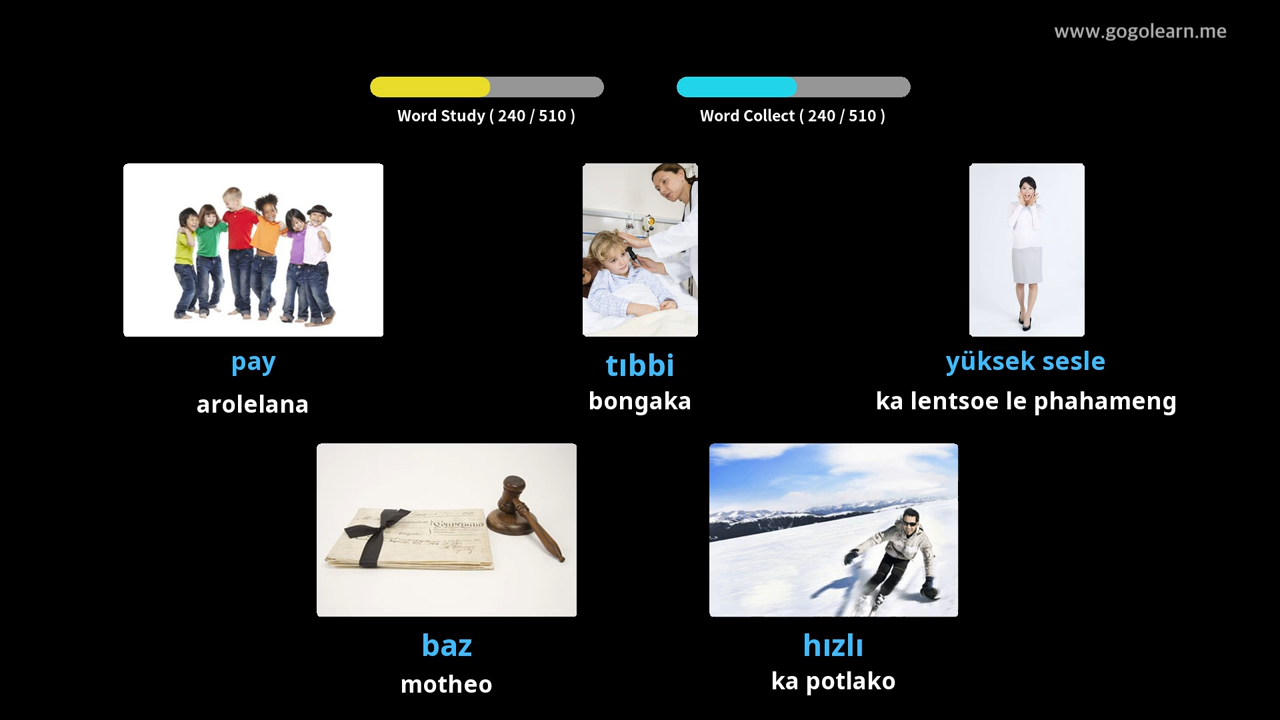 www.gogolearn.me
Word Study ( 240 / 510 )
Word Collect ( 240 / 510 )
pay
arolelana
tıbbi
bongaka
yüksek sesle
ka lentsoe le phahameng
baz
motheo
hızlı
ka potlako